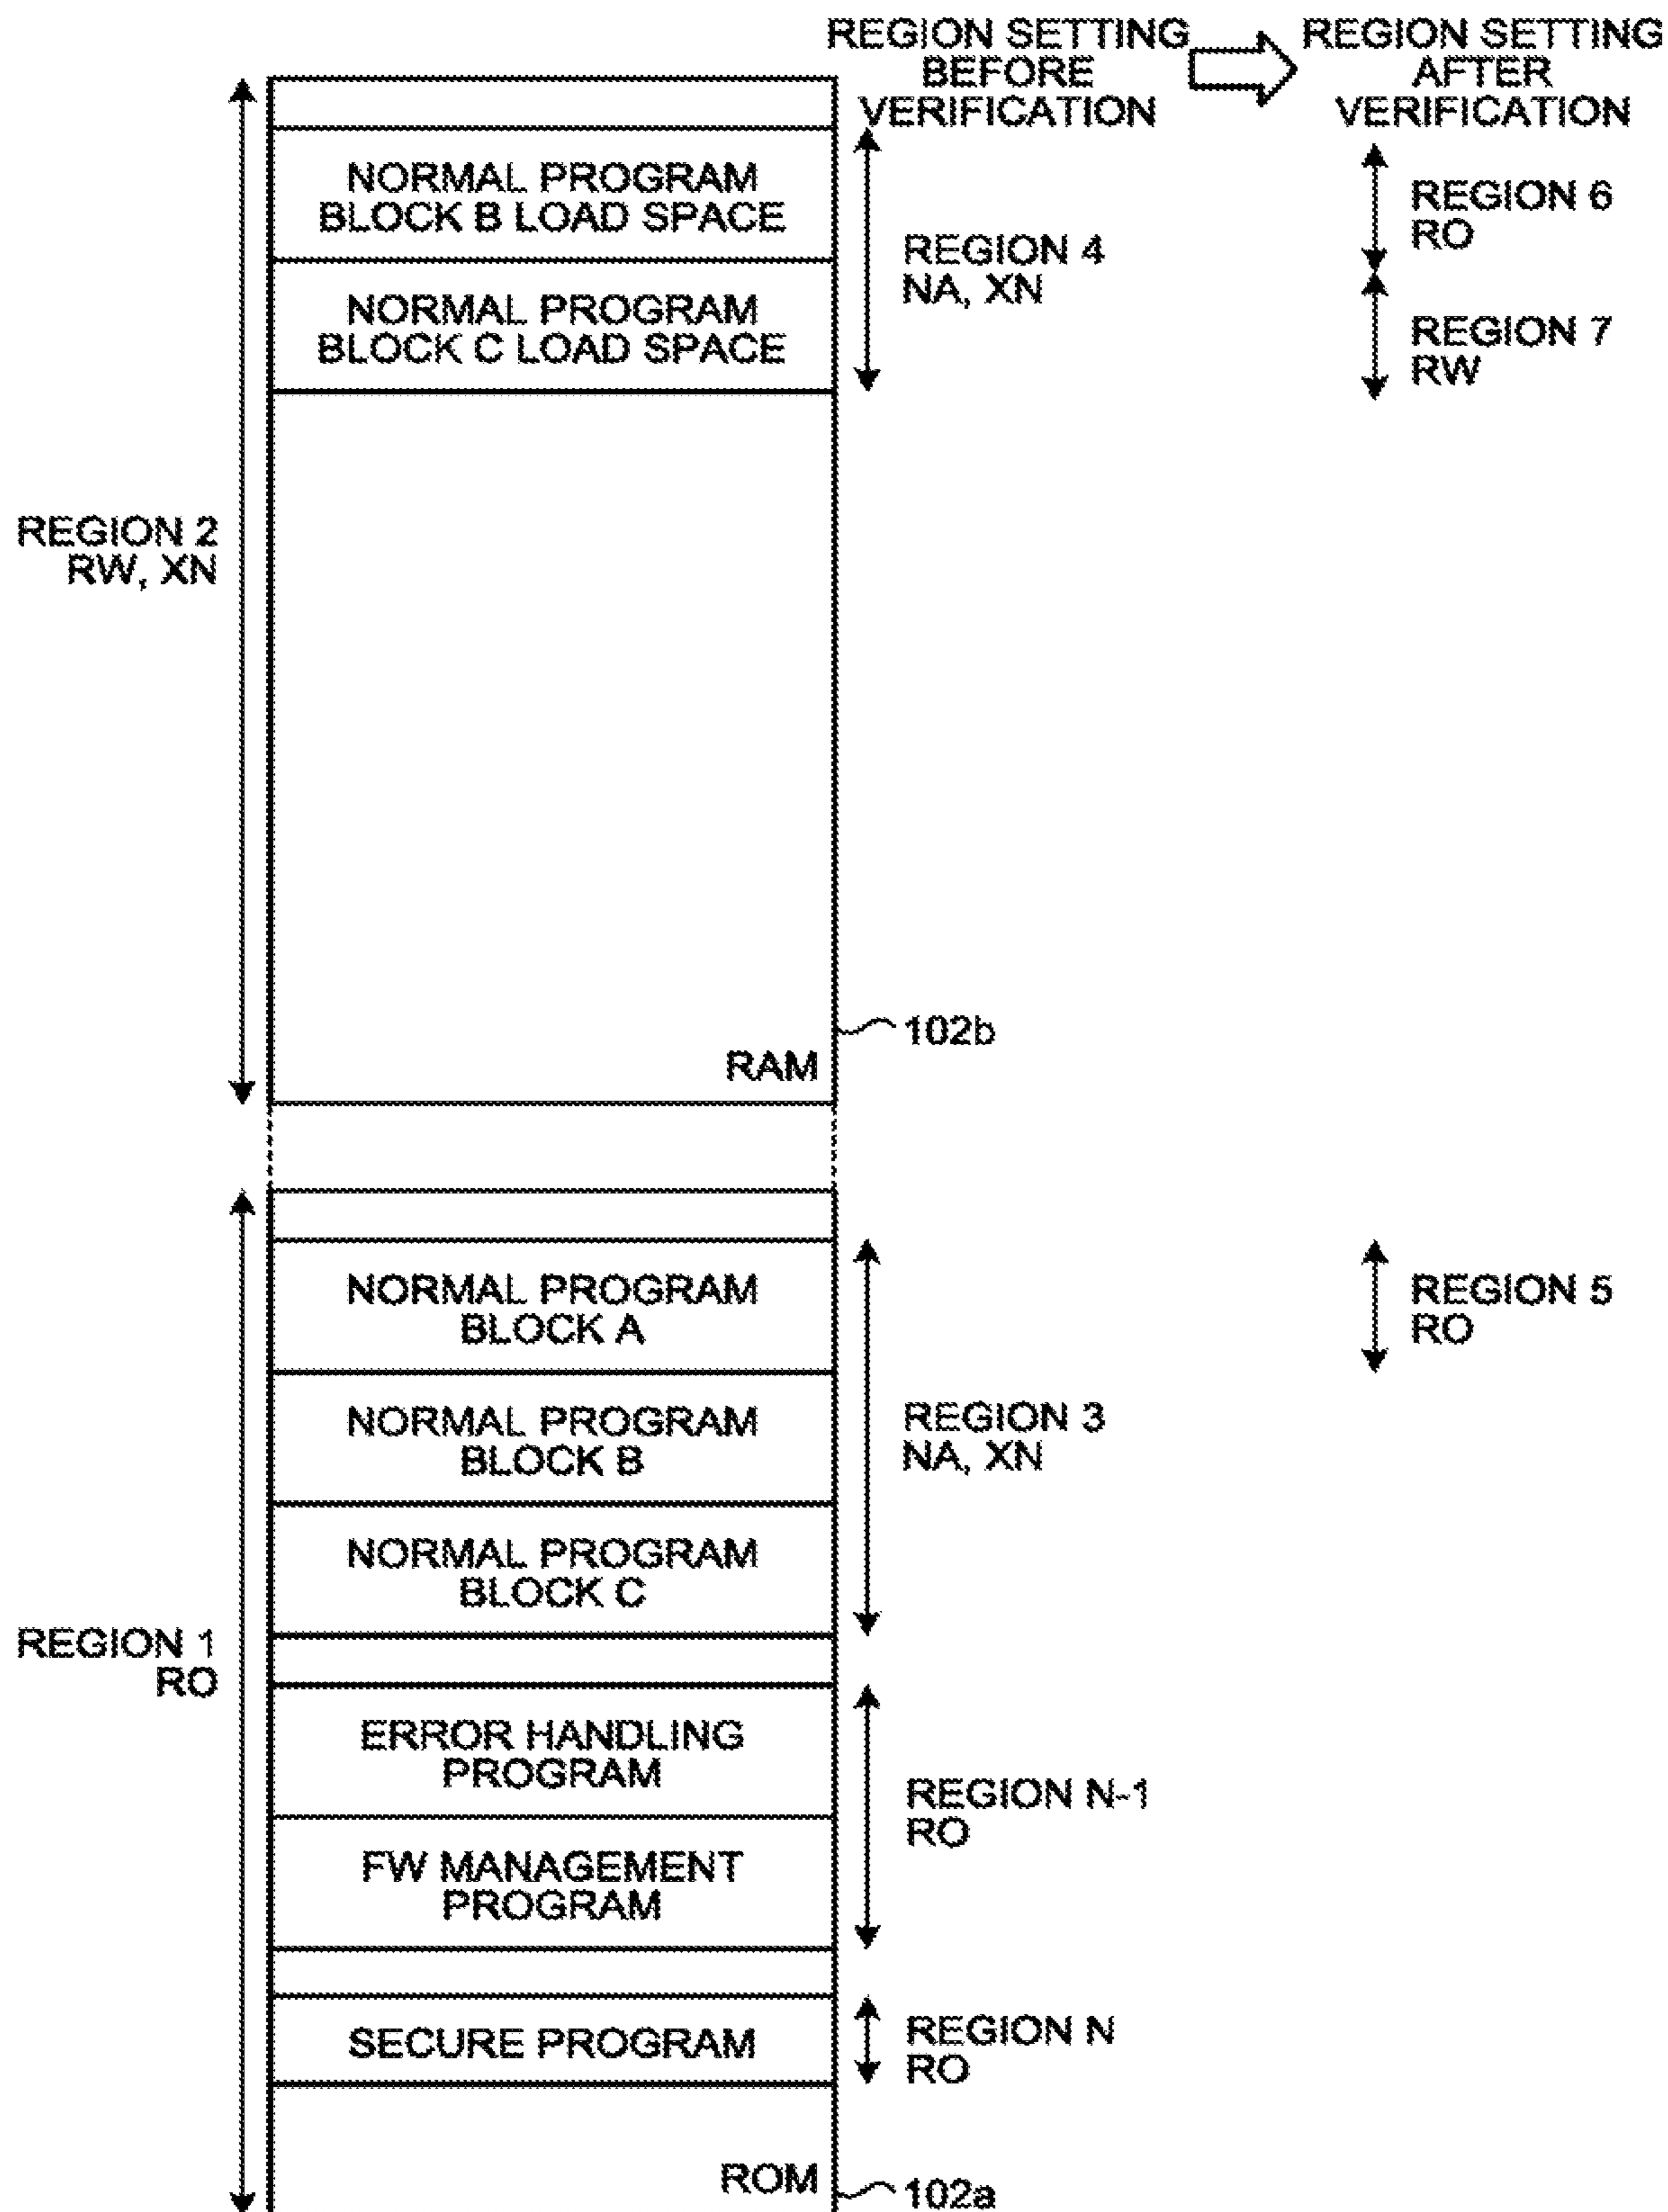 REGION SETTING
BEFORE
VERIFICATION
REGION SETTING
AFTER
VERIFICATION
NORMAL PROGRAM
BLOCK B LOAD SPACE
REGION 6
RO
REGION 4
NA, XN
NORMAL PROGRAM
BLOCK C LOAD SPACE
REGION 7
RW
REGION 2
RW, XN
102b
RAM
NORMAL PROGRAM
BLOCK A
REGION 5
RO
NORMAL PROGRAM
BLOCK B
REGION 3
NA, XN
NORMAL PROGRAM
BLOCK C
REGION 1
RO
ERROR HANDLING
PROGRAM
REGION N-1
RO
FW MANAGEMENT
PROGRAM
SECURE PROGRAM
REGION N
RO
ROM
102a